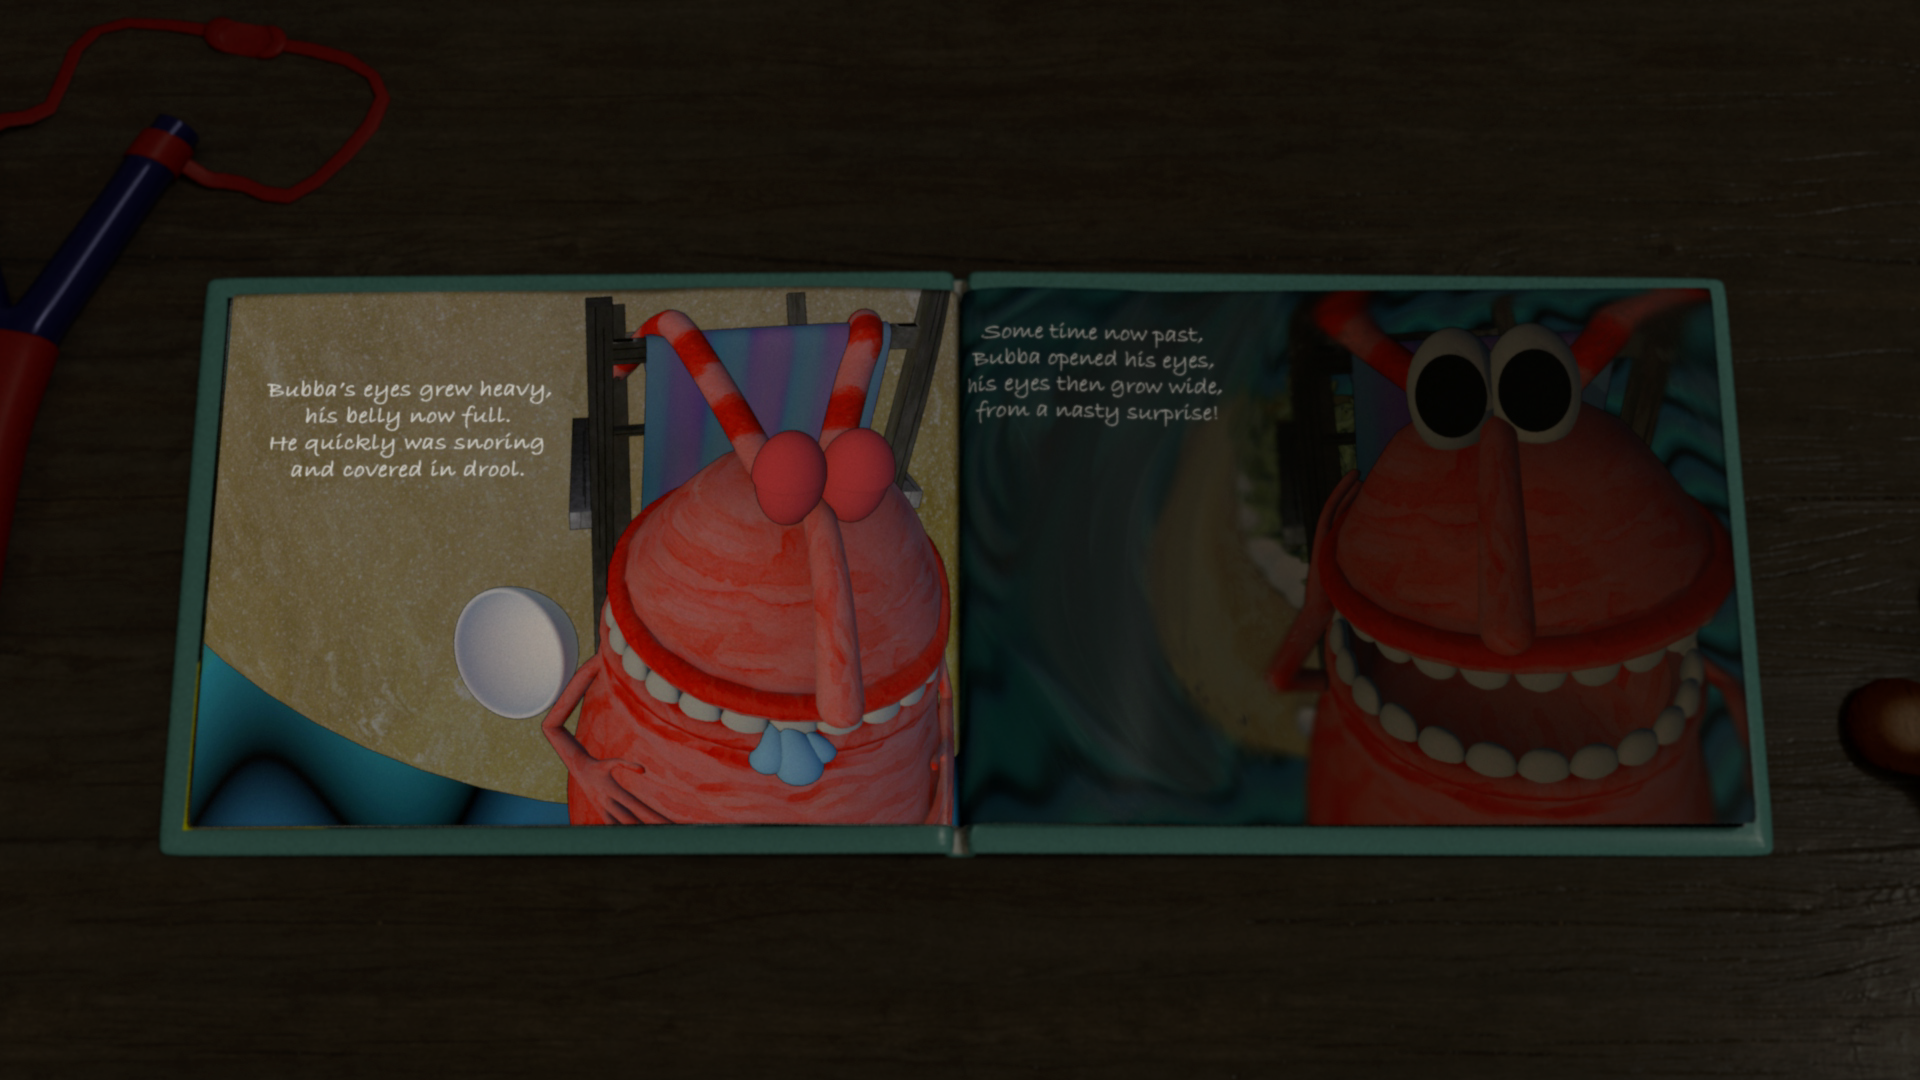 Bubba's eyes grew heavy,
his belly now full.
He quickly was snoring
and covered in drool.
Some time now past,
Bubba opened his eyes,
his eyes then grow wide,
from a nasty surprise!